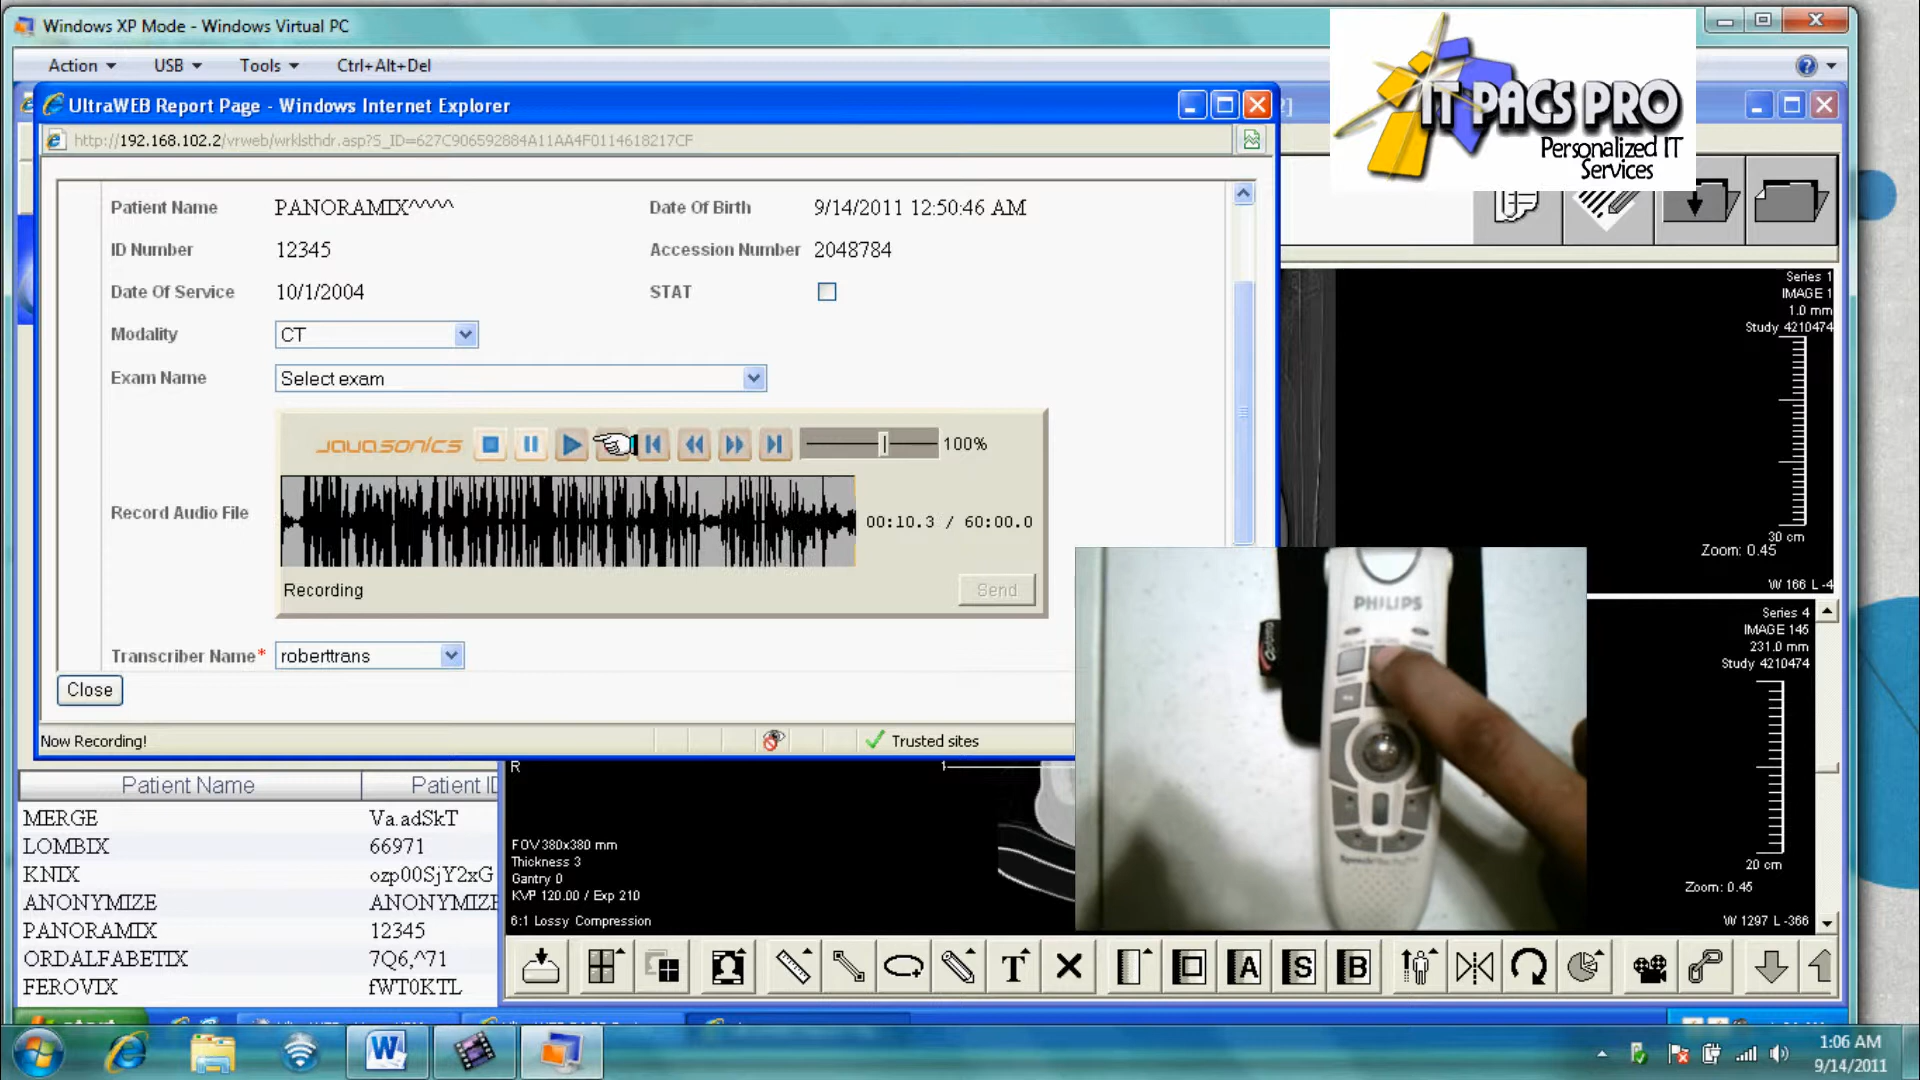 Windows XP Mode - Windows Virtual PC
Action USB Tools Ctrl+Alt+Del
IT PACS PRO
Personalized IT
Services
UltraWEB Report Page - Windows Internet Explorer
http://192.168.102.2/vrweb/wrklsthdr.asp?S_ID=627C906592884A11AA4F0114618217CF
Patient Name PANORAMIX^^^^ Date Of Birth 9/14/2011 12:50:46 AM
ID Number 12345 Accession Number 2048784
Date Of Service 10/1/2004 STAT
Modality CT
Exam Name Select exam
javasonics 100%
Record Audio File 00:10.3 / 60:00.0
Recording Send
Transcriber Name* roberttrans
Close
Now Recording! Trusted sites
Series 1
IMAGE 1
1.0 mm
Study 4210474
30 cm
Zoom: 0.45
W 166 L -4
Series 4
IMAGE 145
231.0 mm
Study 4210474
20 cm
Zoom: 0.45
W 1297 L -366
PHILIPS
Patient Name Patient ID
MERGE Va.adSkT
LOMBIX 66971
KNIX ozp00SjY2xG
ANONYMIZE ANONYMIZE
PANORAMIX 12345
ORDALFABETIX 7Q6,^71
FEROVIX fWT0KTL
R
1
FOV 380x380 mm
Thickness 3
Gantry 0
KVP 120.00 / Exp 210
6:1 Lossy Compression
T A S B
W
1:06 AM
9/14/2011